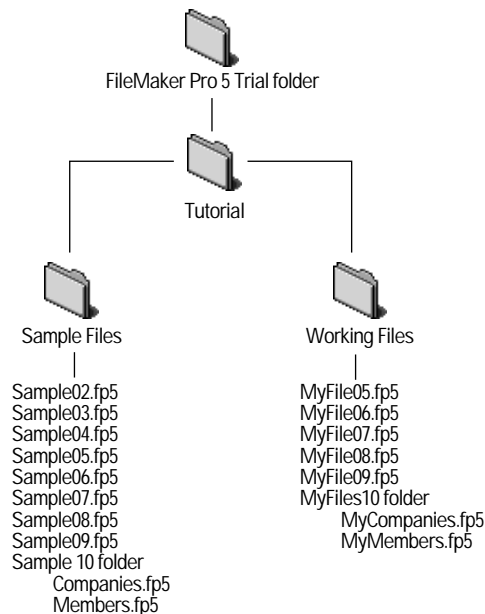 FileMaker Pro 5 Trial folder
Tutorial
Sample Files
Sample02.fp5
Sample03.fp5
Sample04.fp5
Sample05.fp5
Sample06.fp5
Sample07.fp5
Sample08.fp5
Sample09.fp5
Sample 10 folder
Companies.fp5
Members.fp5
Working Files
MyFile05.fp5
MyFile06.fp5
MyFile07.fp5
MyFile08.fp5
MyFile09.fp5
MyFiles10 folder
MyCompanies.fp5
MyMembers.fp5